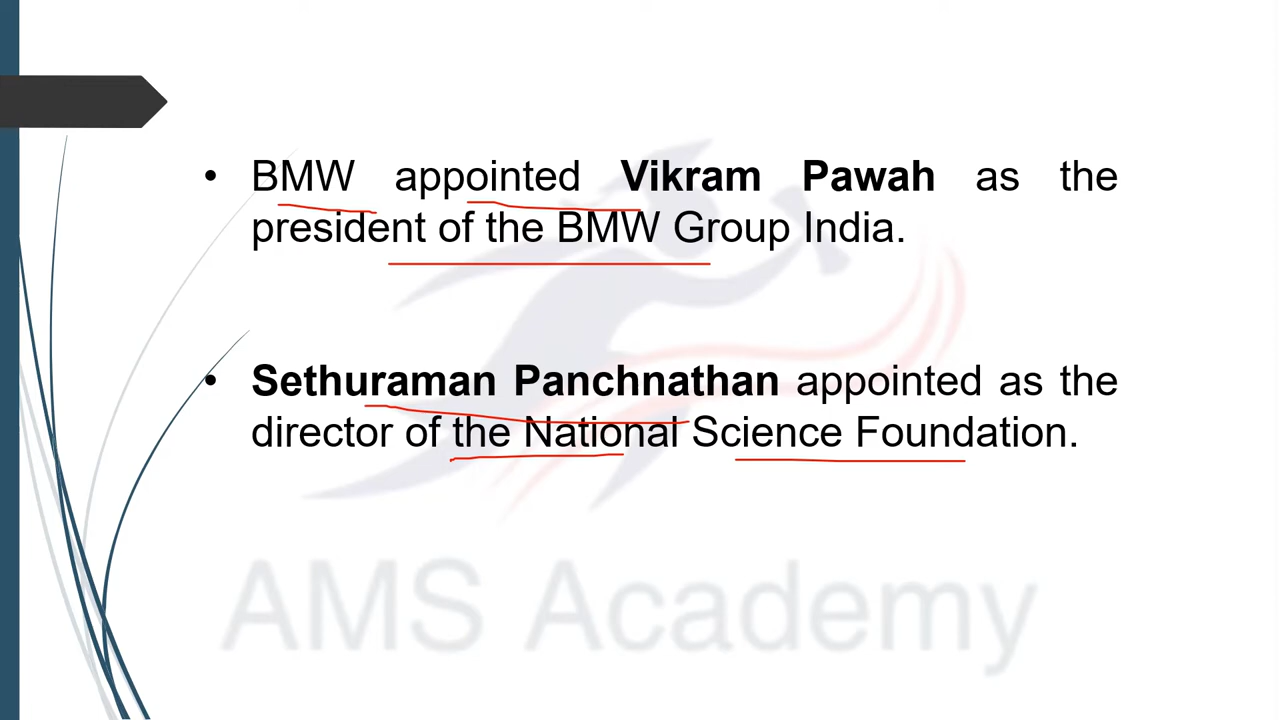 • BMW appointed Vikram Pawah as the
president of the BMW Group India.
• Sethuraman Panchnathan appointed as the
director of the National Science Foundation.
AMS Academy